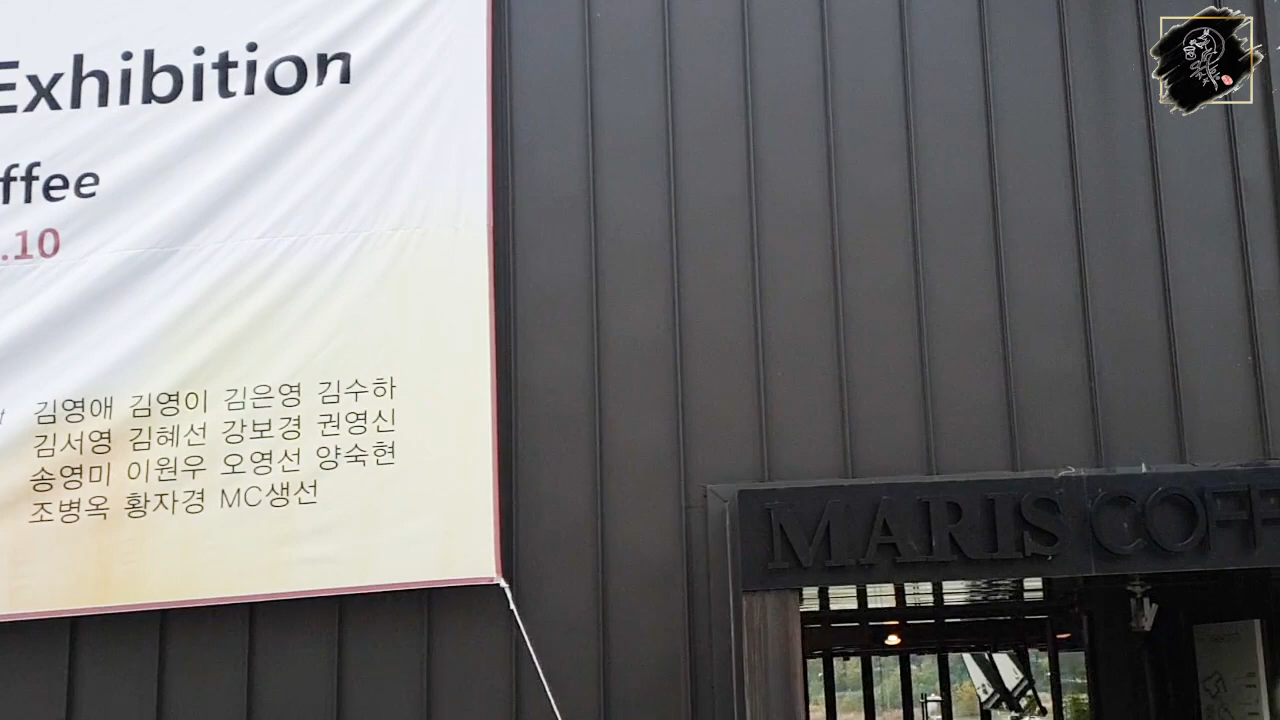 Exhibition
ffee
.10
김영애 김영이 김은영 김수하
김서영 김혜선 강보경 권영신
송영미 이원우 오영선 양숙현
조병옥 황자경 MC생선
MARIS COFF